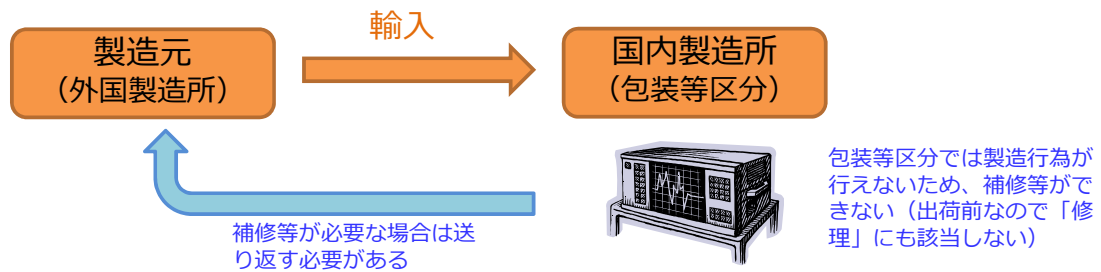 輸入
製造元
（外国製造所）
国内製造所
（包装等区分）
包装等区分では製造行為が
行えないため、補修等がで
きない（出荷前なので「修
理」にも該当しない）
補修等が必要な場合は送
り返す必要がある